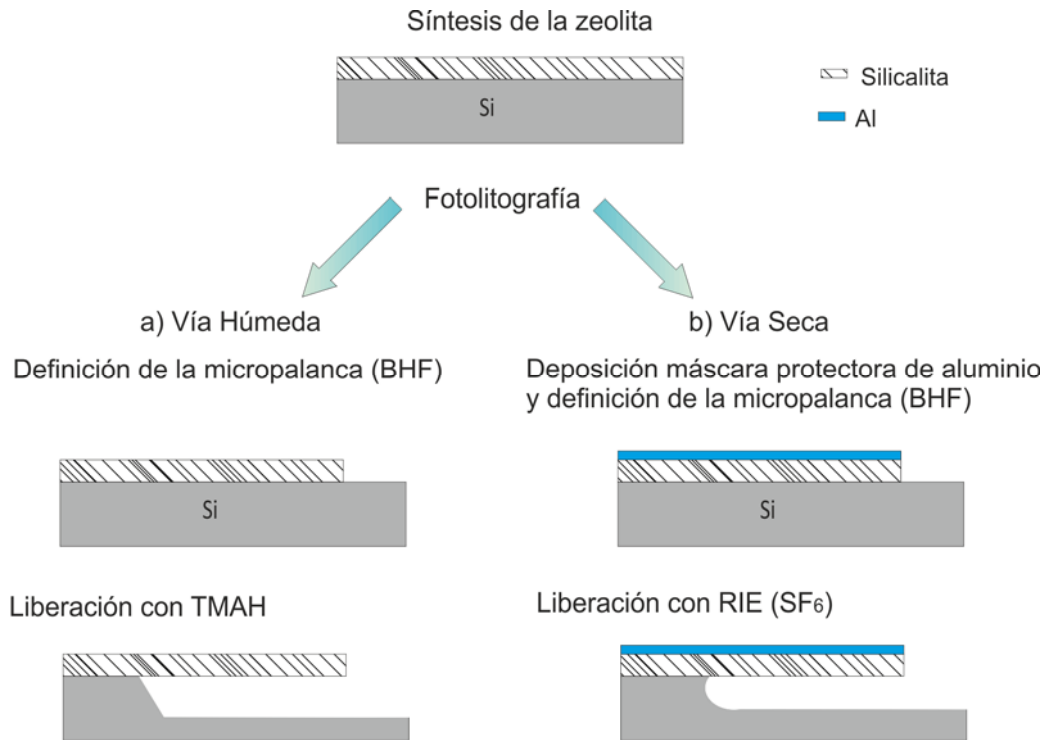 Síntesis de la zeolita
Si
Silicalita
Al
Fotolitografía
a) Vía Húmeda
Definición de la micropalanca (BHF)
Si
Liberación con TMAH
b) Vía Seca
Deposición máscara protectora de aluminio
y definición de la micropalanca (BHF)
Si
Liberación con RIE (SF₆)